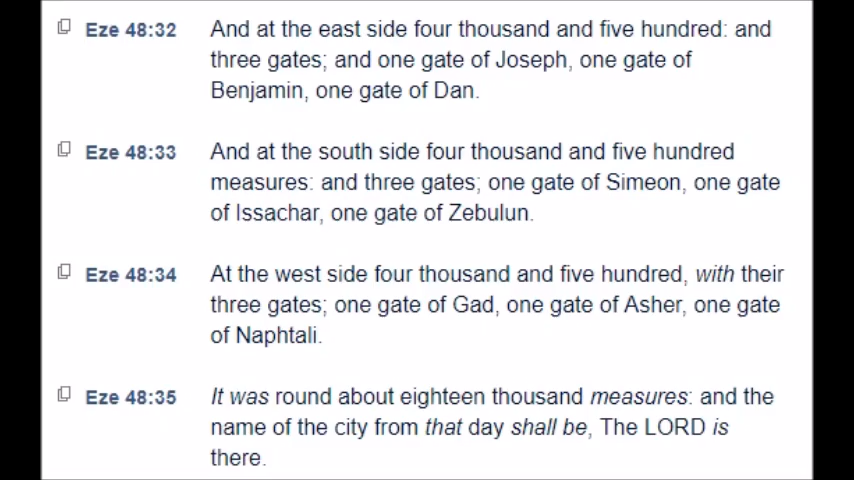 Eze 48:32 And at the east side four thousand and five hundred: and
three gates; and one gate of Joseph, one gate of
Benjamin, one gate of Dan.
Eze 48:33 And at the south side four thousand and five hundred
measures: and three gates; one gate of Simeon, one gate
of Issachar, one gate of Zebulun.
Eze 48:34 At the west side four thousand and five hundred, with their
three gates; one gate of Gad, one gate of Asher, one gate
of Naphtali.
Eze 48:35 It was round about eighteen thousand measures: and the
name of the city from that day shall be, The LORD is
there.